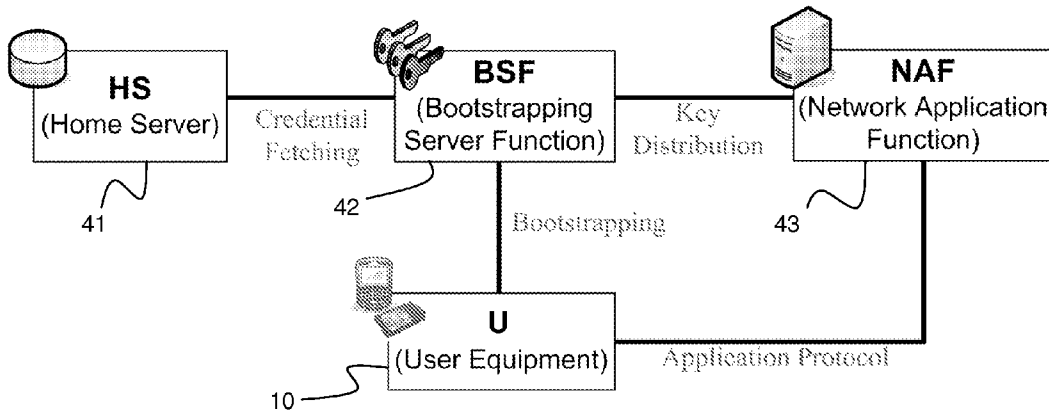 HS
(Home Server)
Credential
Fetching
BSF
(Bootstrapping
Server Function)
Key
Distribution
NAF
(Network Application
Function)
41
42
43
Bootstrapping
U
(User Equipment)
Application Protocol
10